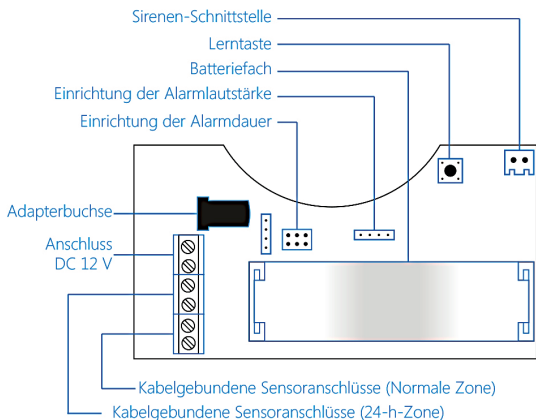 Sirenen-Schnittstelle
Lerntaste
Batteriefach
Einrichtung der Alarmlautstärke
Einrichtung der Alarmdauer
Adapterbuchse
Anschluss
DC 12 V
Kabelgebundene Sensoranschlüsse (Normale Zone)
Kabelgebundene Sensoranschlüsse (24-h-Zone)